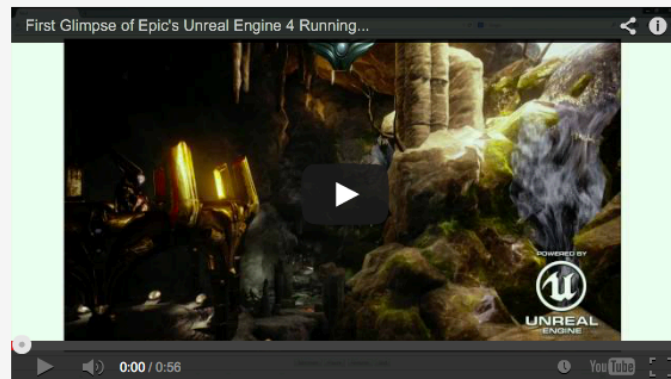 First Glimpse of Epic's Unreal Engine 4 Running...
POWERED BY
UNREAL
ENGINE
0:00 / 0:56
YouTube